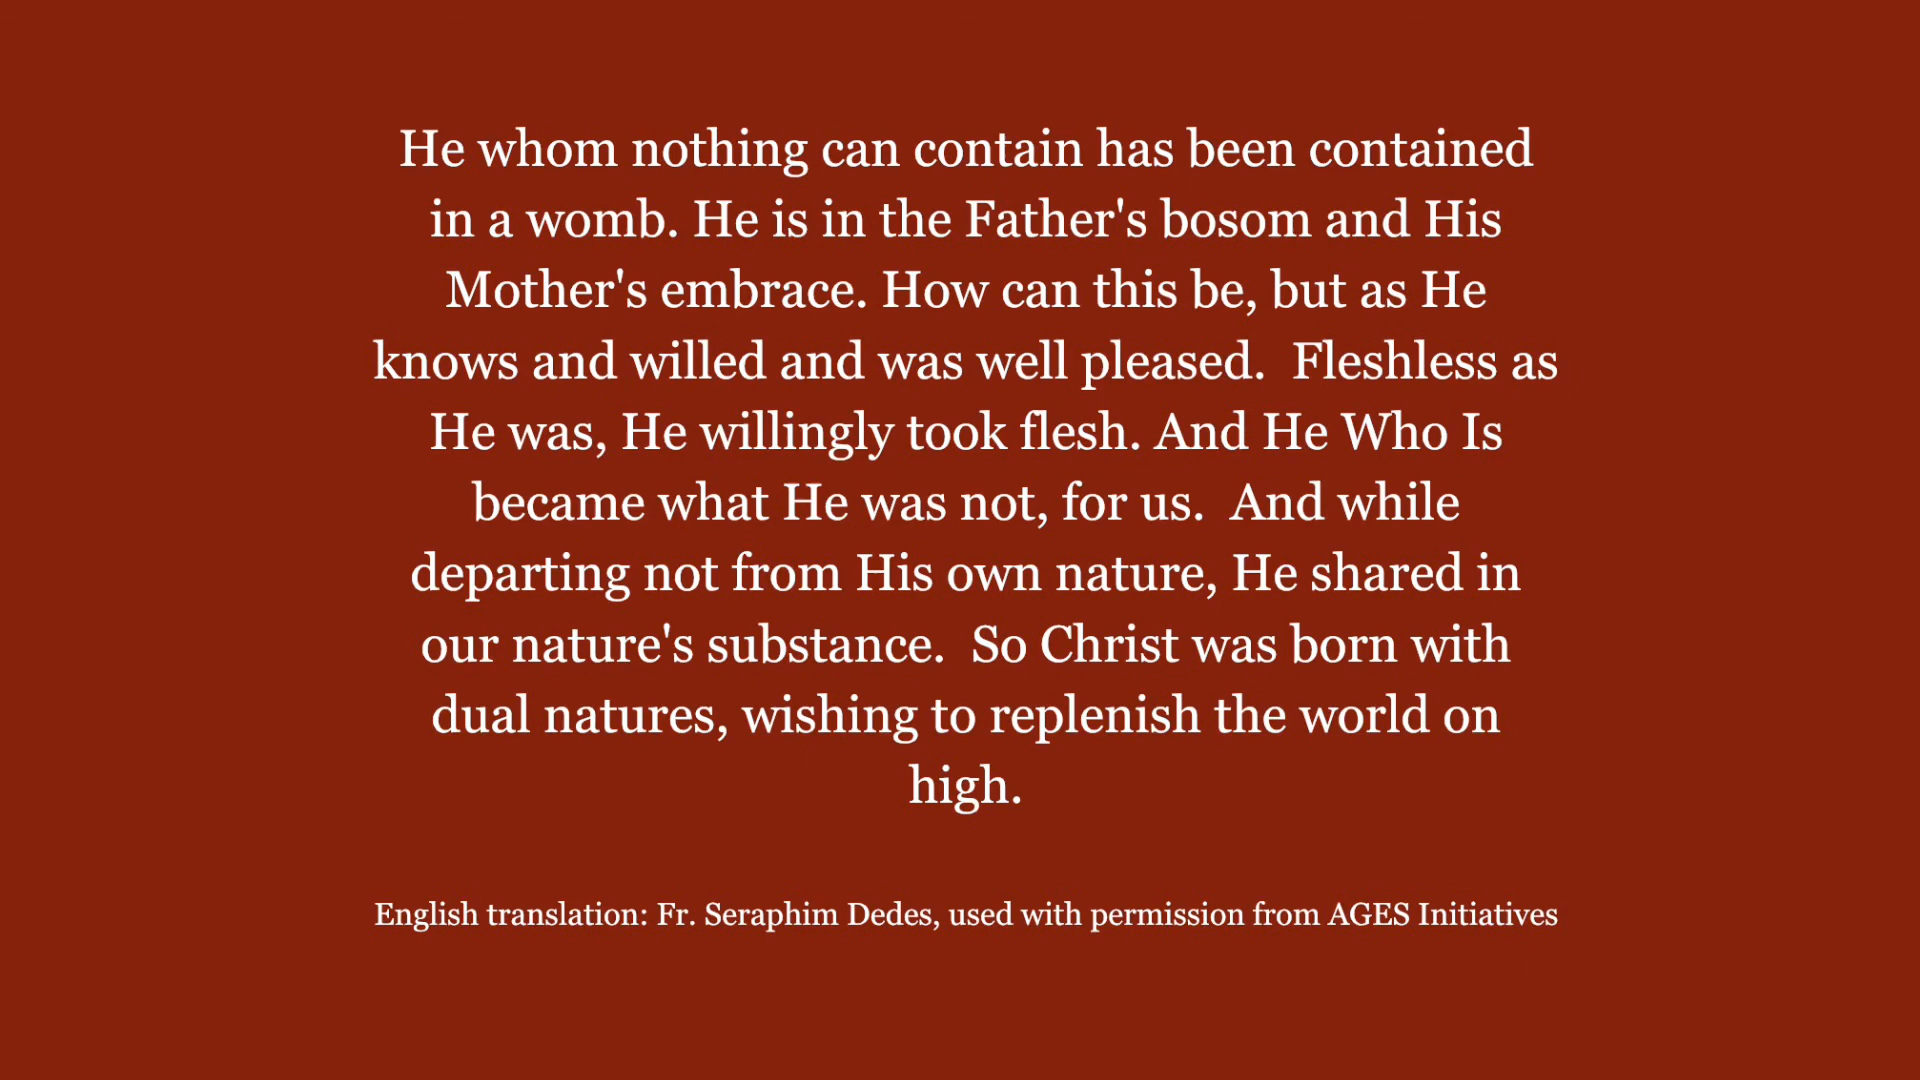 He whom nothing can contain has been contained
in a womb. He is in the Father's bosom and His
Mother's embrace. How can this be, but as He
knows and willed and was well pleased.  Fleshless as
He was, He willingly took flesh. And He Who Is
became what He was not, for us.  And while
departing not from His own nature, He shared in
our nature's substance.  So Christ was born with
dual natures, wishing to replenish the world on
high.
English translation: Fr. Seraphim Dedes, used with permission from AGES Initiatives